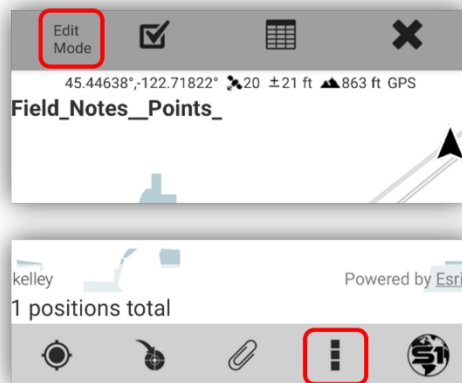 Edit
Mode
45.44638°,-122.71822° 20 ±21 ft 863 ft GPS
Field_Notes__Points_
kelley
Powered by Esri
1 positions total
S1